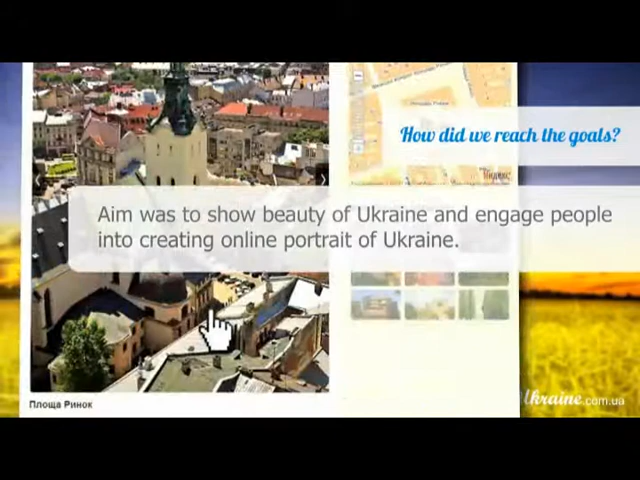 How did we reach the goals?
Aim was to show beauty of Ukraine and engage people
into creating online portrait of Ukraine.
Площа Ринок
Ukraine.com.ua